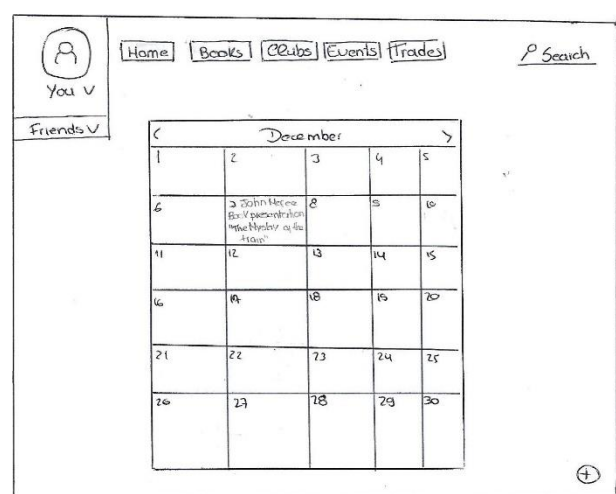 Home Books Clubs Events Trades Search
You V
Friends V
< December >
1 2 3 4 5
6 7 John 8 9 10
Book presentation
"The Mystery of the
train"
11 12 13 14 15
16 17 18 19 20
21 22 23 24 25
26 27 28 29 30
+